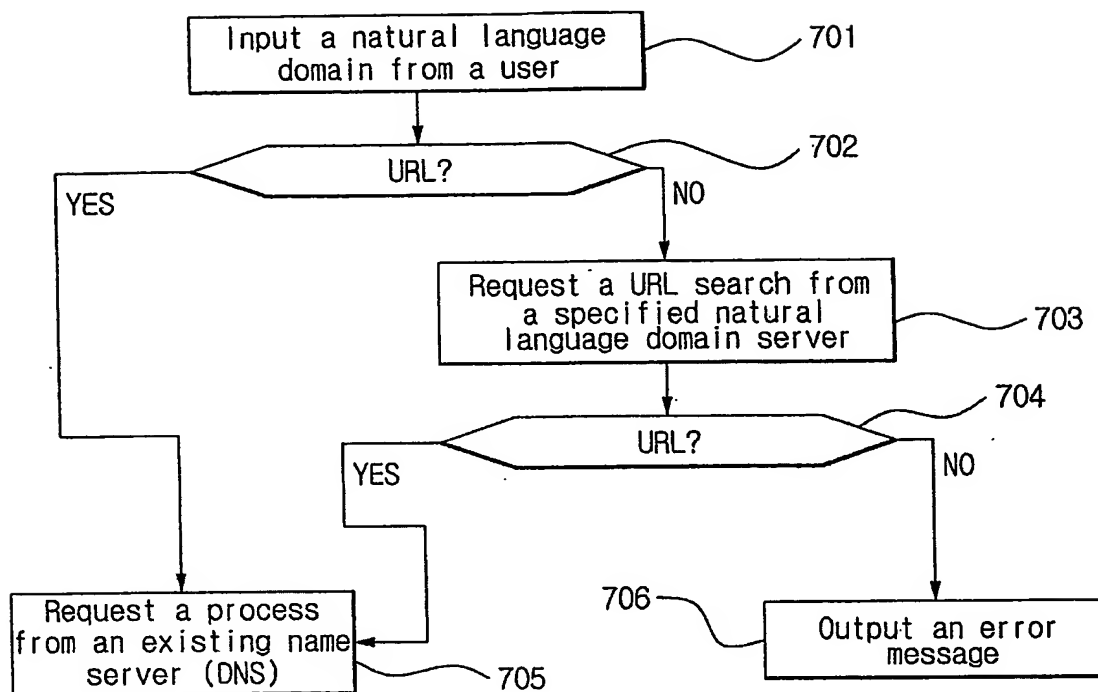 Input a natural language
domain from a user
701
URL?
702
YES
NO
Request a URL search from
a specified natural
language domain server
703
URL?
704
YES
NO
Request a process
from an existing name
server (DNS)
705
706
Output an error
message